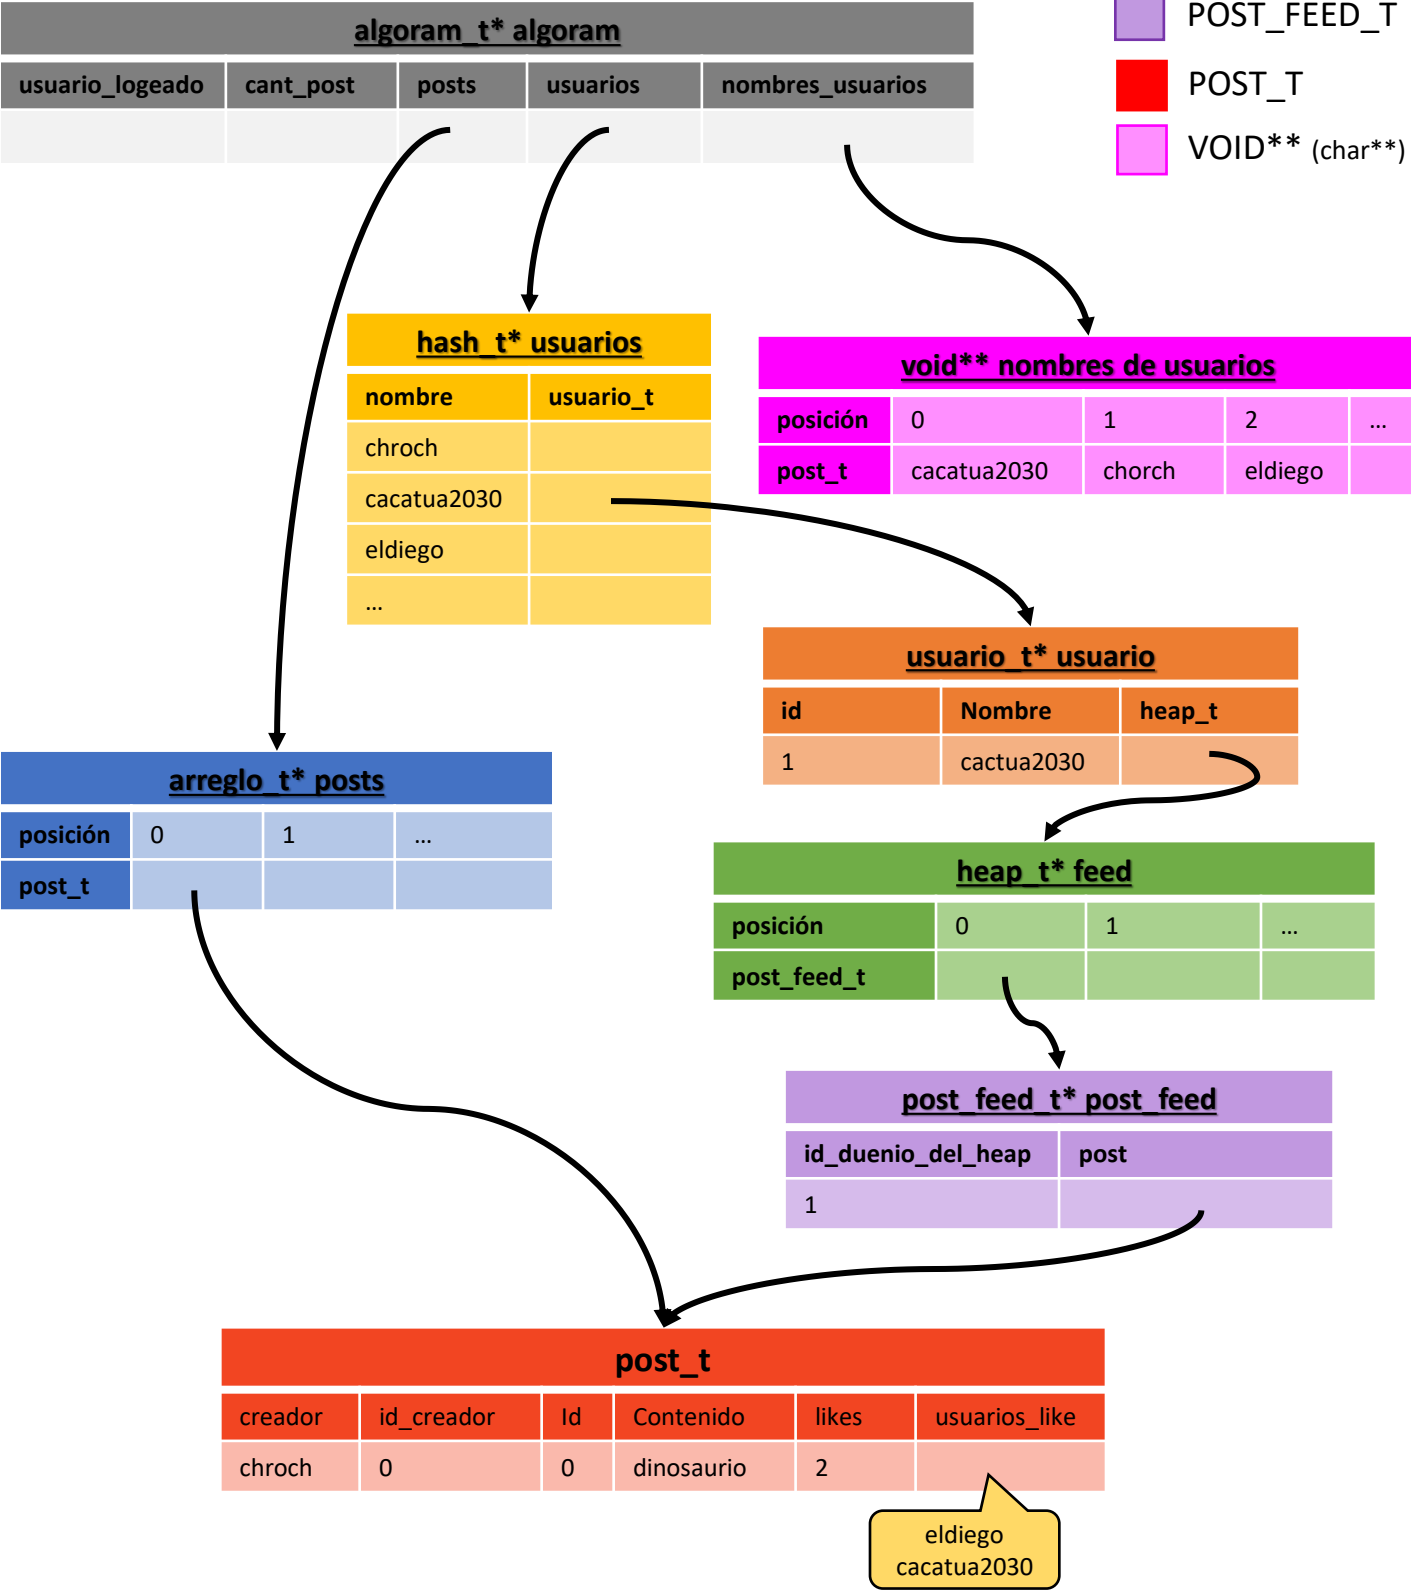 POST_FEED_T
POST_T
VOID** (char**)
algoram_t* algoram
usuario_logeado cant_post posts usuarios nombres_usuarios
hash_t* usuarios
nombre usuario_t
chroch
cacatua2030
eldiego
...
void** nombres de usuarios
posición 0 1 2 ...
post_t cacatua2030 chorch eldiego
usuario_t* usuario
id Nombre heap_t
1 cactua2030
arreglo_t* posts
posición 0 1 ...
post_t
heap_t* feed
posición 0 1 ...
post_feed_t
post_feed_t* post_feed
id_duenio_del_heap post
1
post_t
creador id_creador Id Contenido likes usuarios_like
chroch 0 0 dinosaurio 2
eldiego
cacatua2030